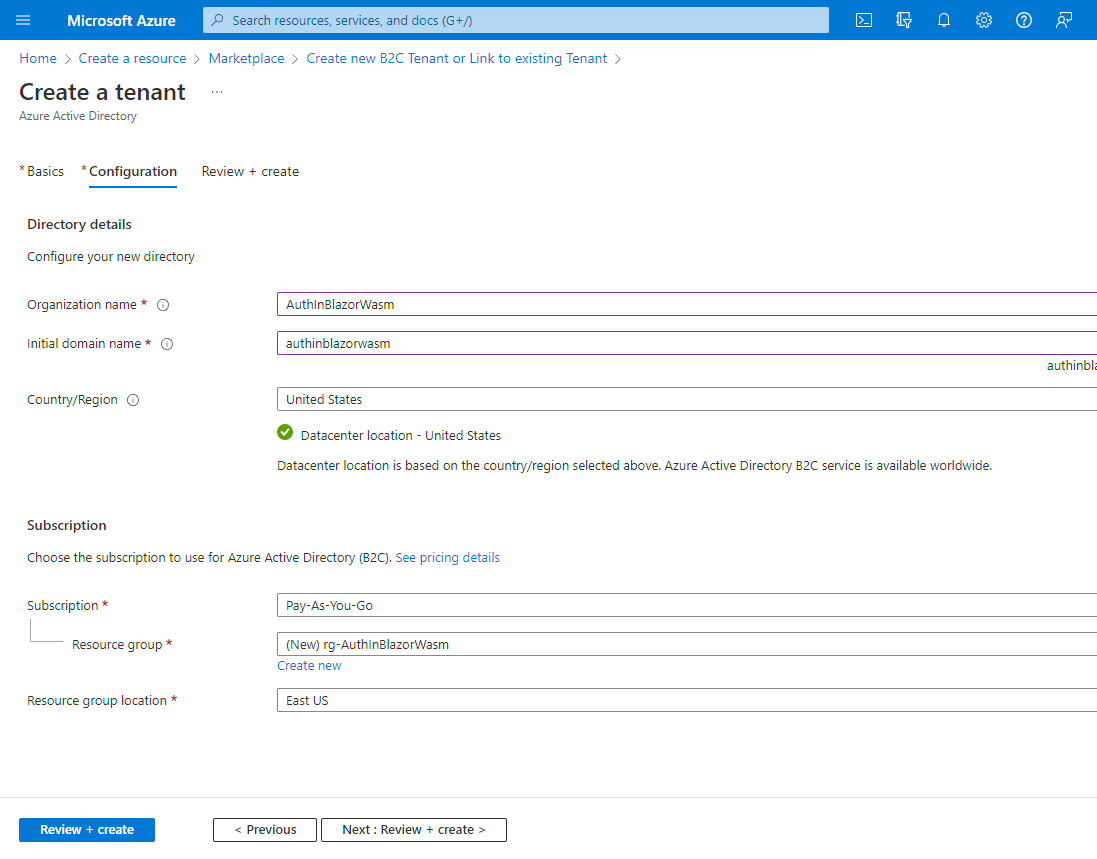 Microsoft Azure
Search resources, services, and docs (G+/)
Home > Create a resource > Marketplace > Create new B2C Tenant or Link to existing Tenant >
Create a tenant ...
Azure Active Directory
* Basics * Configuration Review + create
Directory details
Configure your new directory
Organization name * AuthInBlazorWasm
Initial domain name * authinblazorwasm
authinbla
Country/Region United States
Datacenter location - United States
Datacenter location is based on the country/region selected above. Azure Active Directory B2C service is available worldwide.
Subscription
Choose the subscription to use for Azure Active Directory (B2C). See pricing details
Subscription * Pay-As-You-Go
Resource group * (New) rg-AuthInBlazorWasm
Create new
Resource group location * East US
Review + create < Previous Next : Review + create >